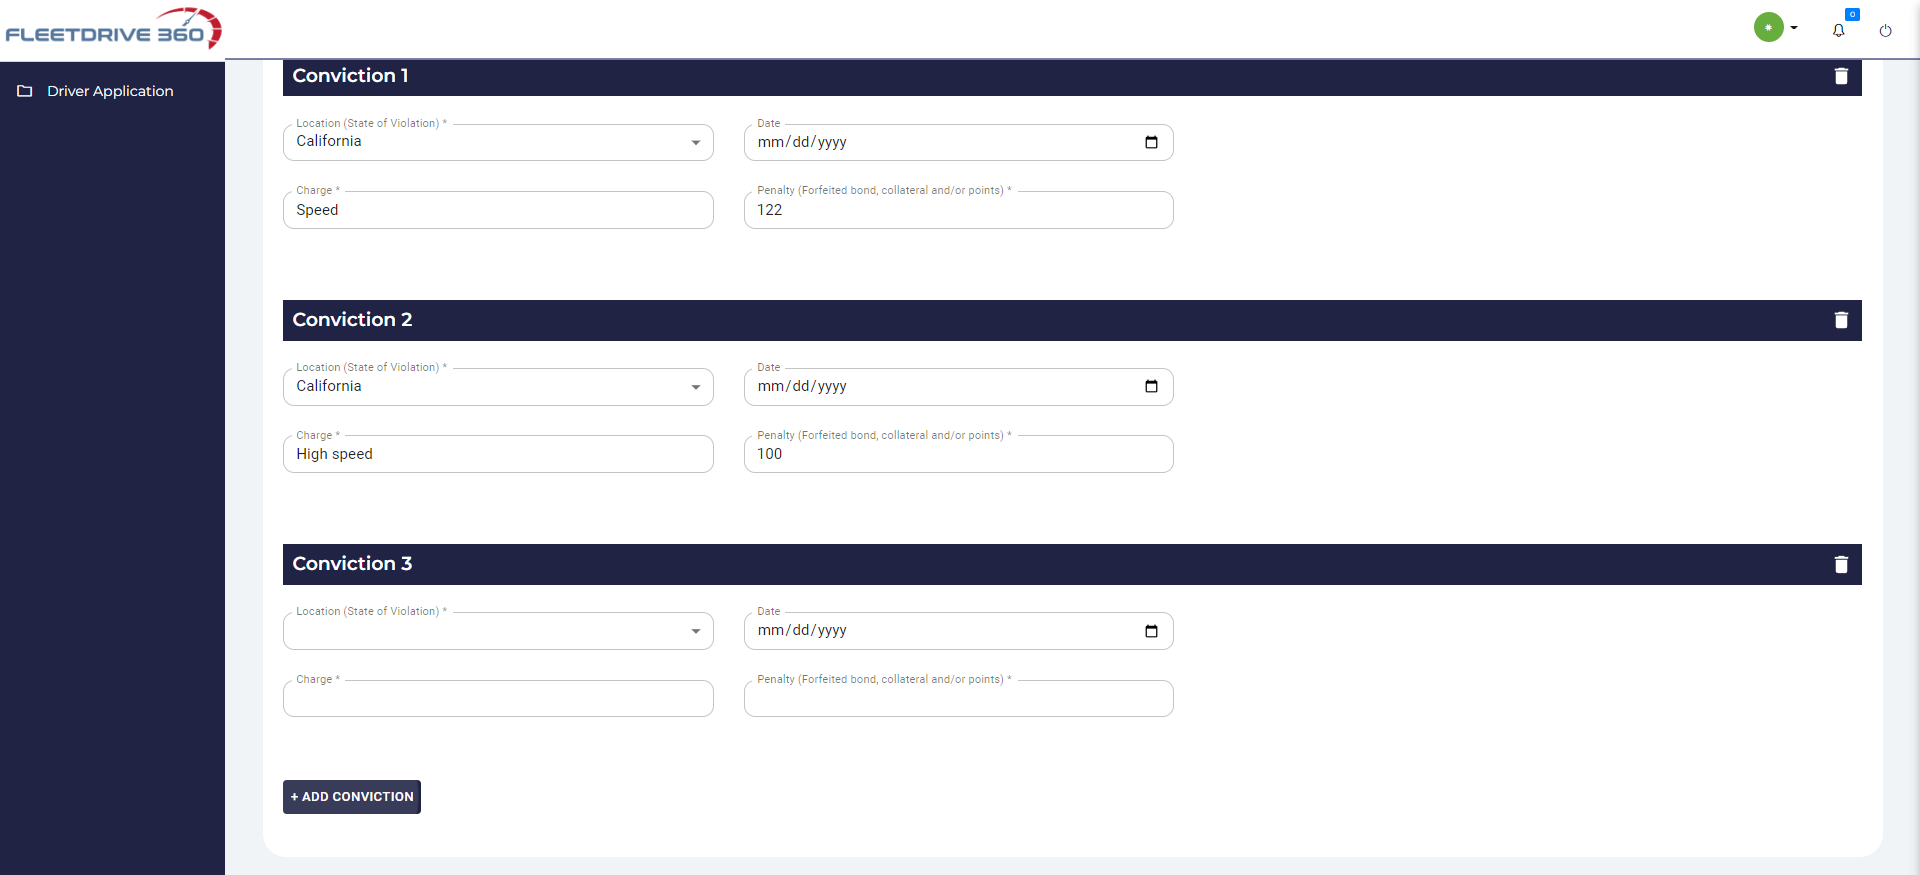 FLEETDRIVE 360
0
Driver Application
Conviction 1
Location (State of Violation) *
Date
California
mm/dd/yyyy
Charge *
Penalty (Forfeited bond, collateral and/or points) *
Speed
122
Conviction 2
Location (State of Violation) *
Date
California
mm/dd/yyyy
Charge *
Penalty (Forfeited bond, collateral and/or points) *
High speed
100
Conviction 3
Location (State of Violation) *
Date
mm/dd/yyyy
Charge *
Penalty (Forfeited bond, collateral and/or points) *
+ ADD CONVICTION